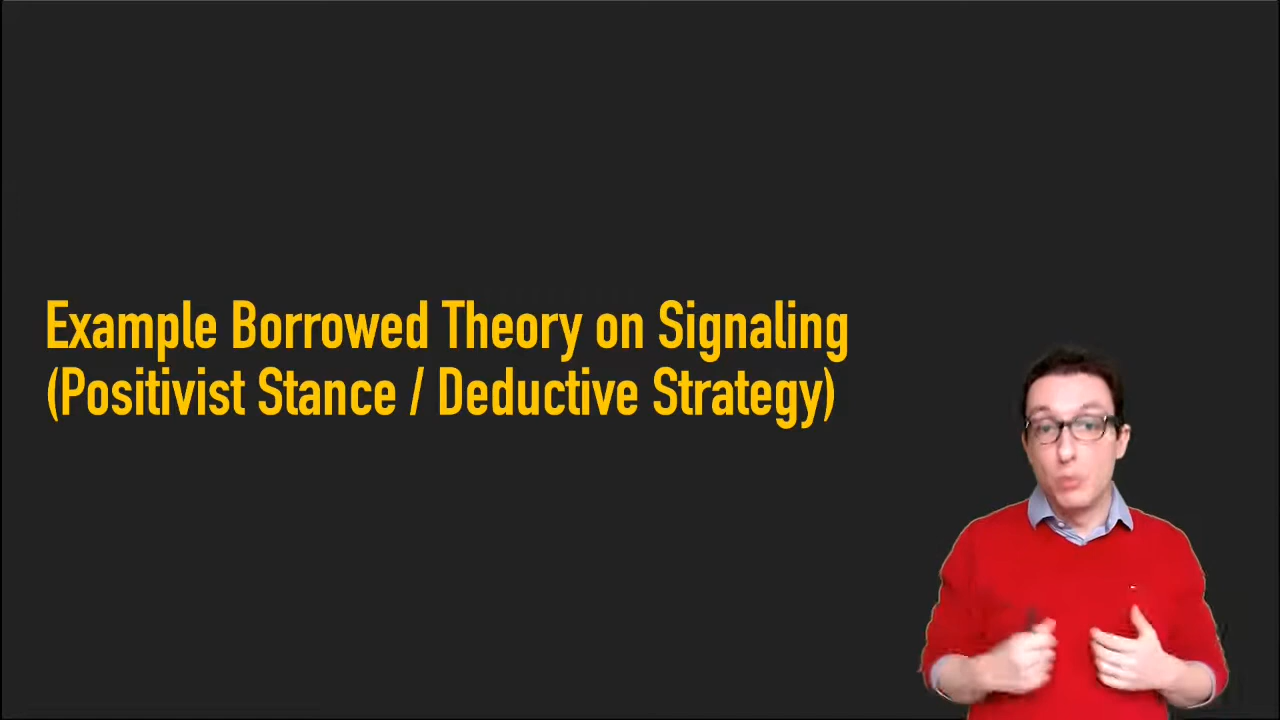 Example Borrowed Theory on Signaling
(Positivist Stance / Deductive Strategy)